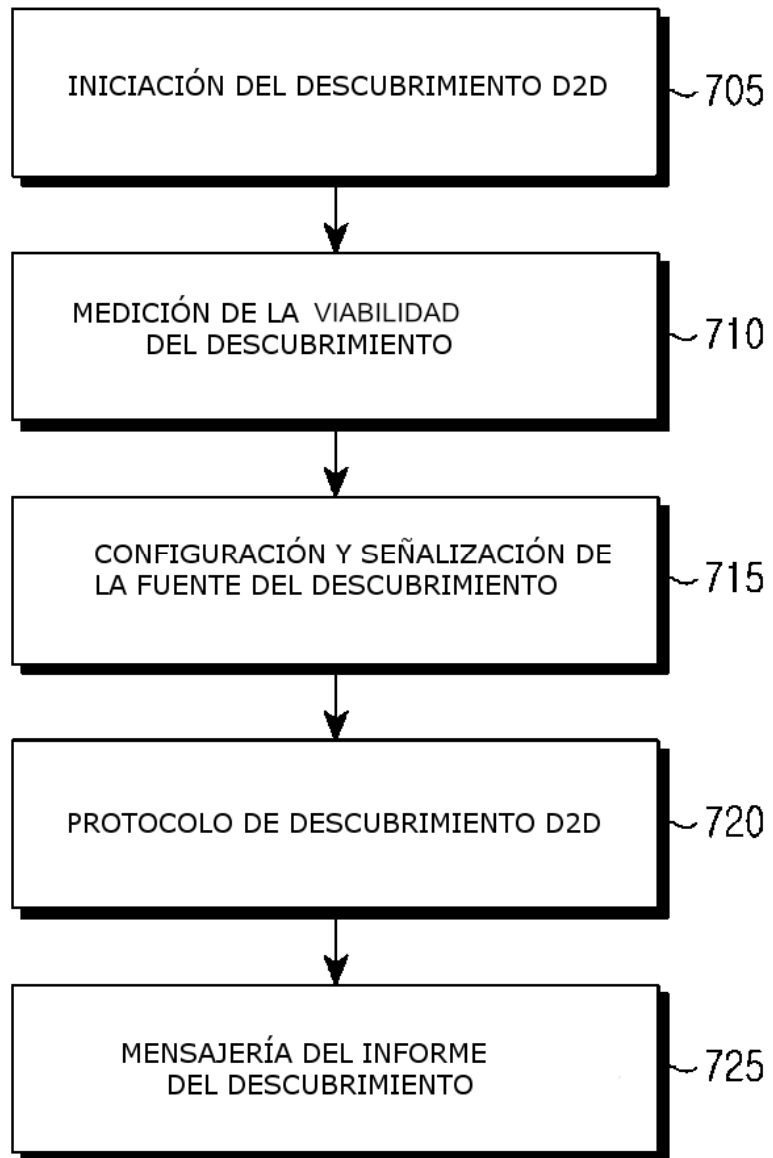 INICIACIÓN DEL DESCUBRIMIENTO D2D
705
MEDICIÓN DE LA VIABILIDAD
DEL DESCUBRIMIENTO
710
CONFIGURACIÓN Y SEÑALIZACIÓN DE
LA FUENTE DEL DESCUBRIMIENTO
715
PROTOCOLO DE DESCUBRIMIENTO D2D
720
MENSAJERÍA DEL INFORME
DEL DESCUBRIMIENTO
725